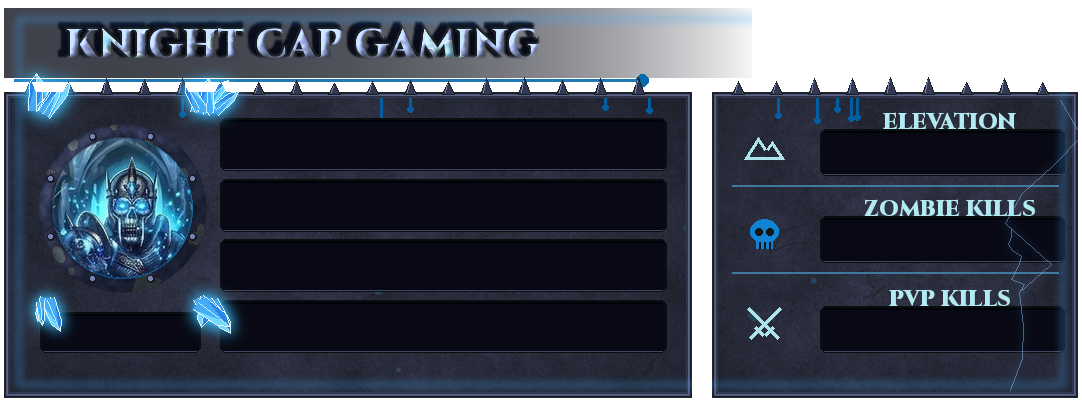 KNIGHT CAP GAMING
ELEVATION
ZOMBIE KILLS
PVP KILLS